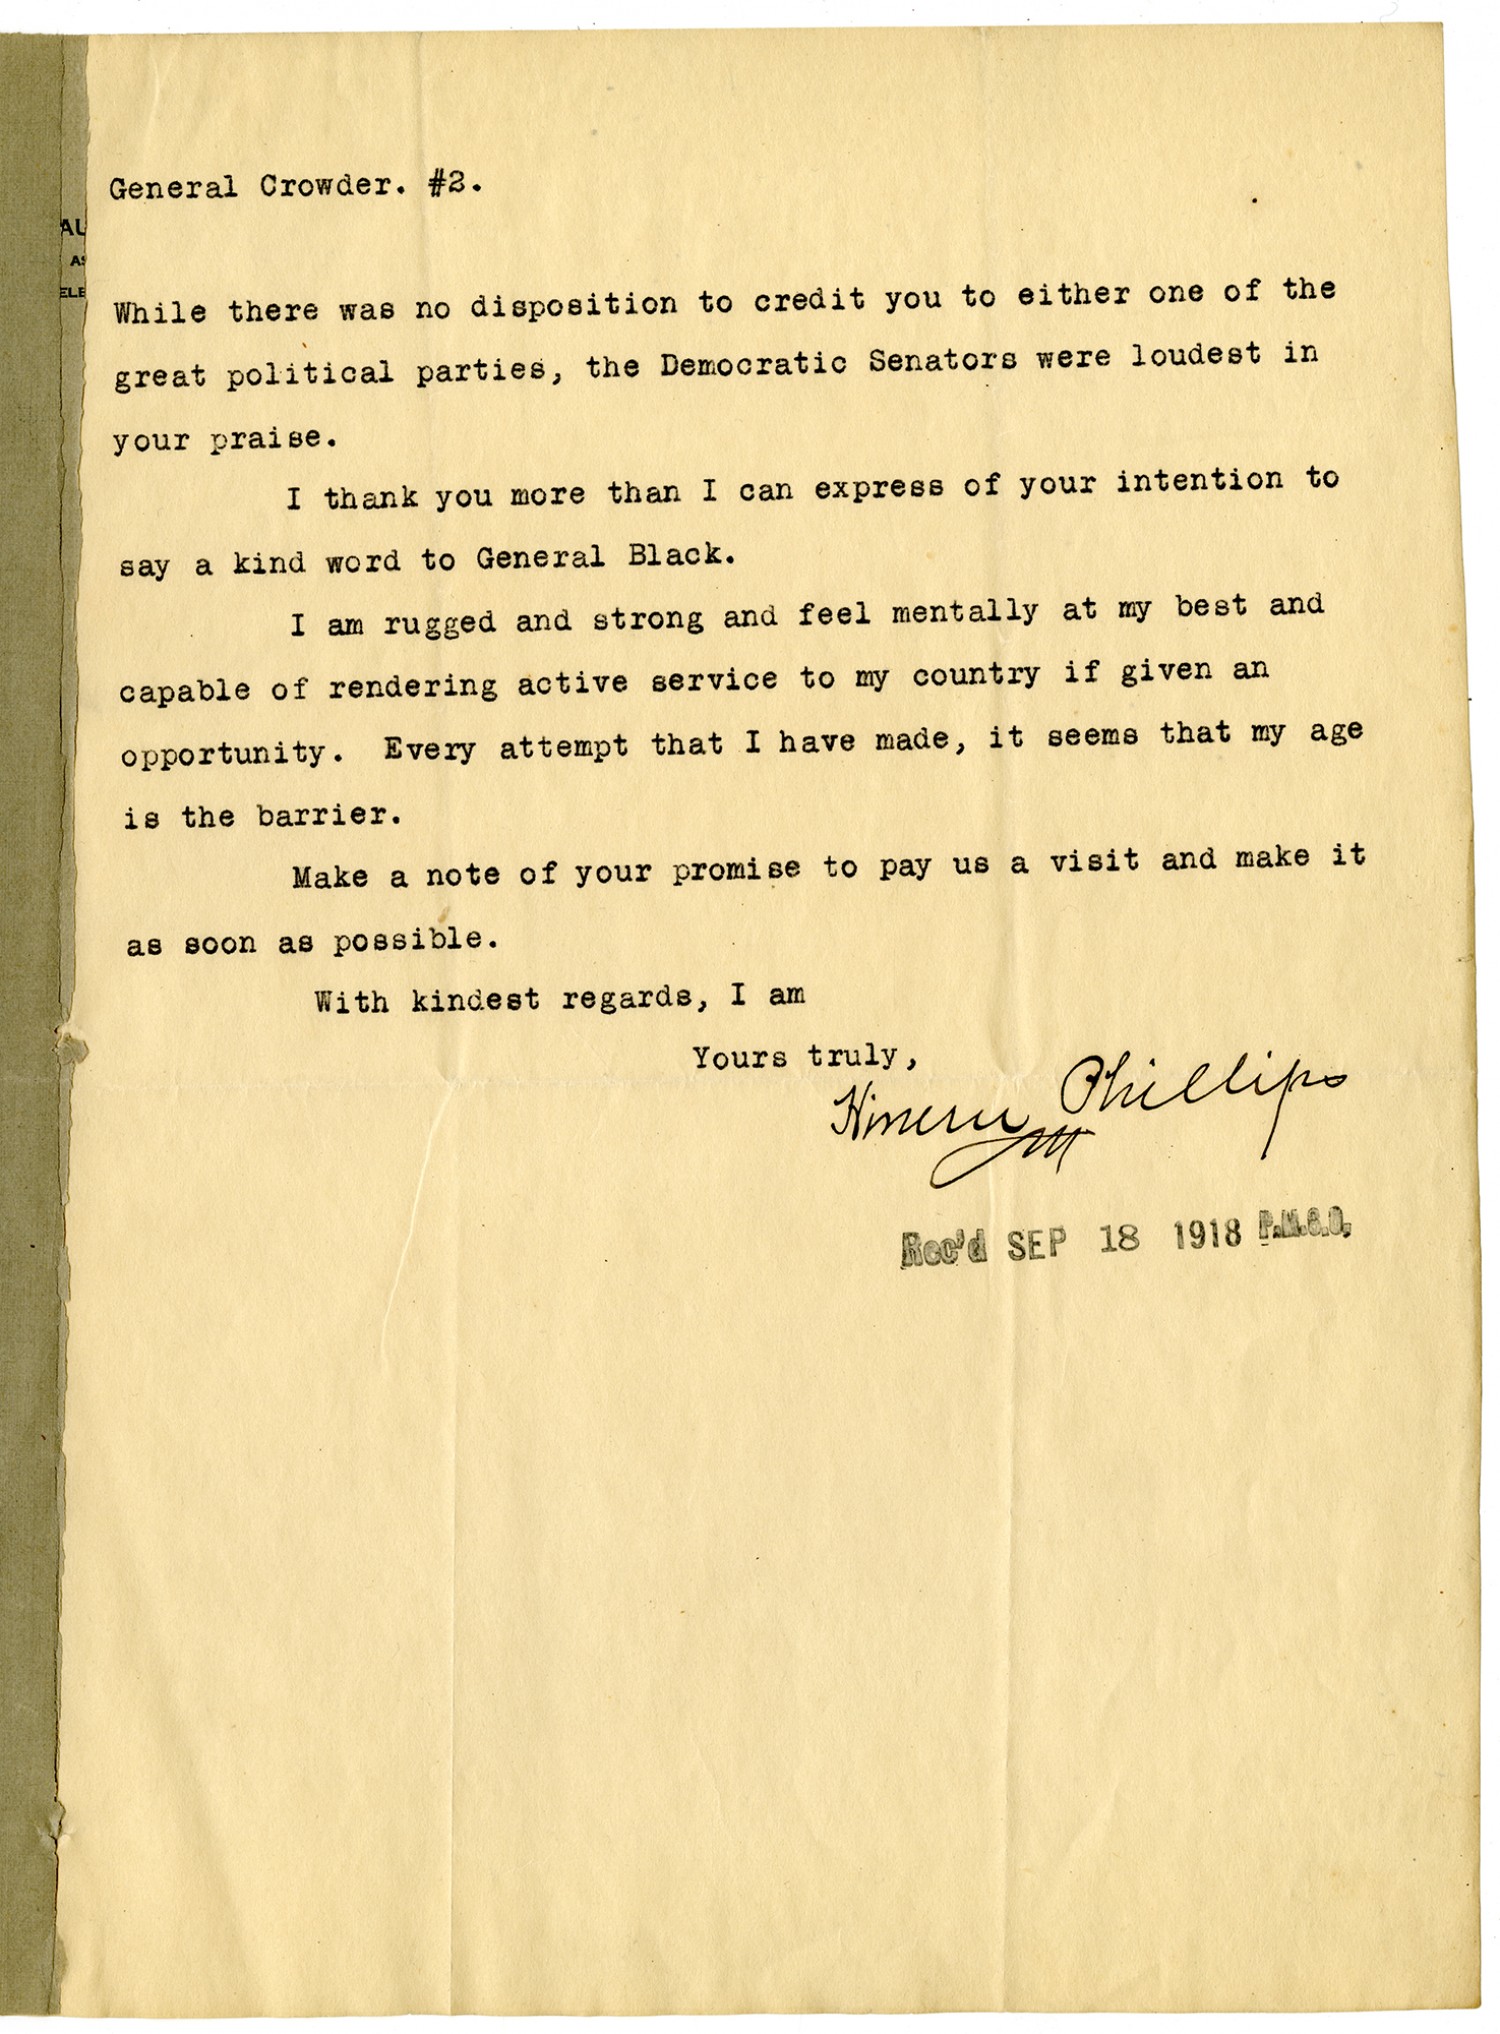 General Crowder. #2.
AU
AS
ELE
While there was no disposition to credit you to either one of the
great political parties, the Democratic Senators were loudest in
your praise.
I thank you more than I can express of your intention to
say a kind word to General Black.
I am rugged and strong and feel mentally at my best and
capable of rendering active service to my country if given an
opportunity. Every attempt that I have made, it seems that my age
is the barrier.
Make a note of your promise to pay us a visit and make it
as soon as possible.
With kindest regards, I am
Yours truly,
Phillips
Rec'd SEP 18 1918 P.M.G.O.